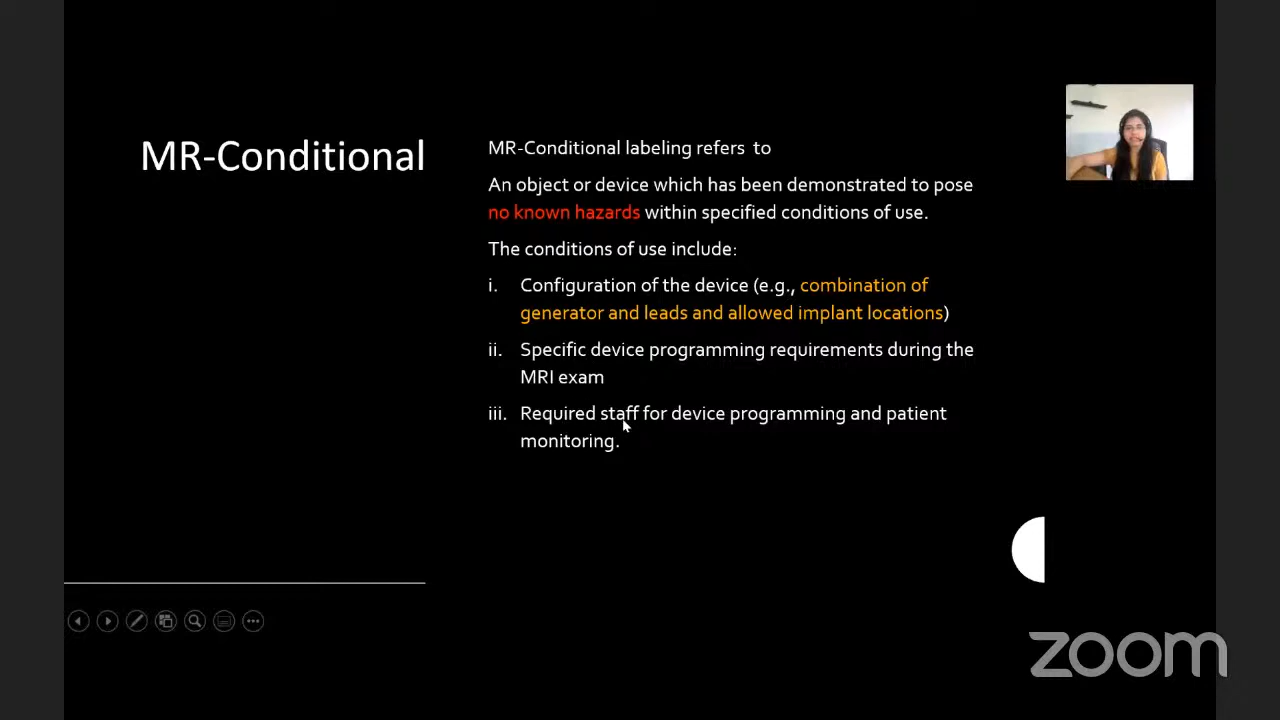 MR-Conditional
MR-Conditional labeling refers to
An object or device which has been demonstrated to pose
no known hazards within specified conditions of use.
The conditions of use include:
i. Configuration of the device (e.g., combination of
generator and leads and allowed implant locations)
ii. Specific device programming requirements during the
MRI exam
iii. Required staff for device programming and patient
monitoring.
zoom